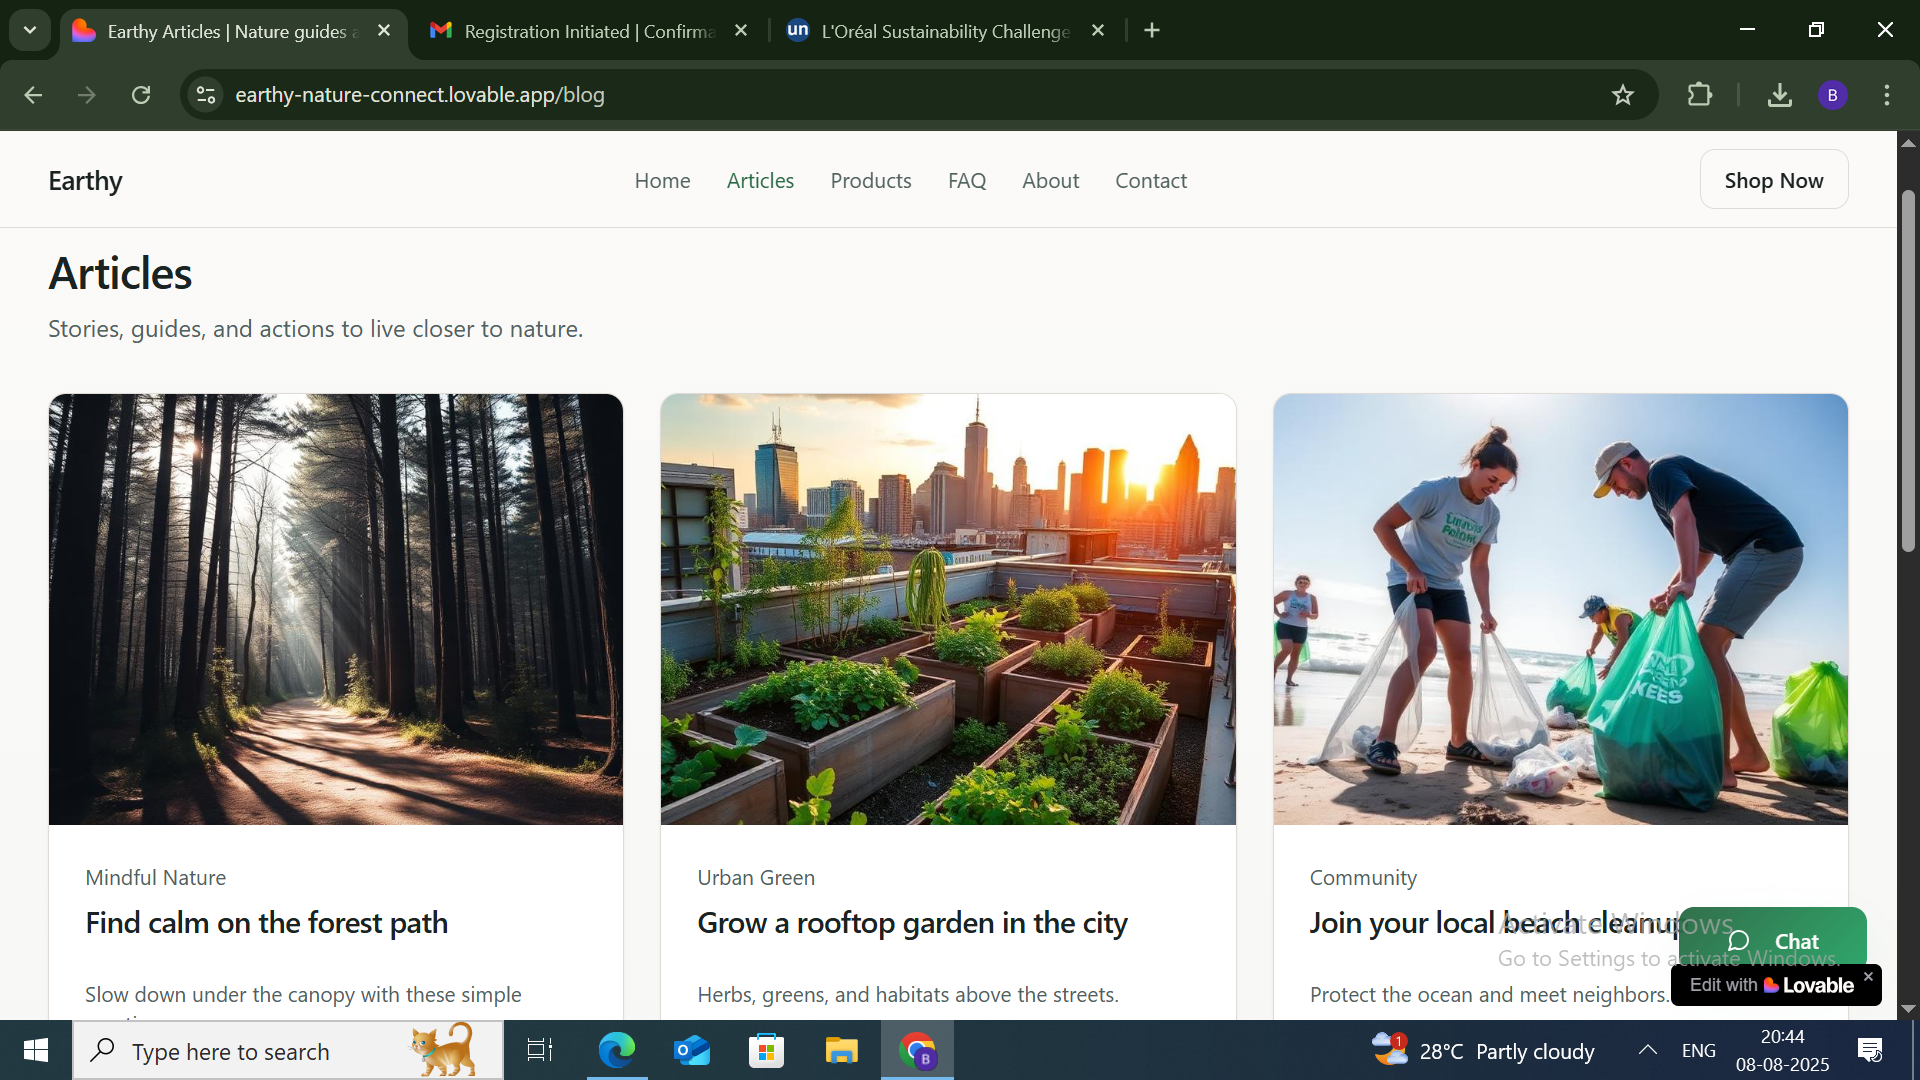 Earthy Articles | Nature guides a
Registration Initiated | Confirma
un
L'Oréal Sustainability Challenge
earthy-nature-connect.lovable.app/blog
B
Earthy
Home
Articles
Products
FAQ
About
Contact
Shop Now
Articles
Stories, guides, and actions to live closer to nature.
KEES
Mindful Nature
Find calm on the forest path
Slow down under the canopy with these simple
Urban Green
Grow a rooftop garden in the city
Herbs, greens, and habitats above the streets.
Community
Join your local beach cleanup
Protect the ocean and meet neighbors.
Activate Windows
Go to Settings to activate Windows.
Chat
Edit with Lovable
Type here to search
B
1
28°C Partly cloudy
ENG
20:44
08-08-2025